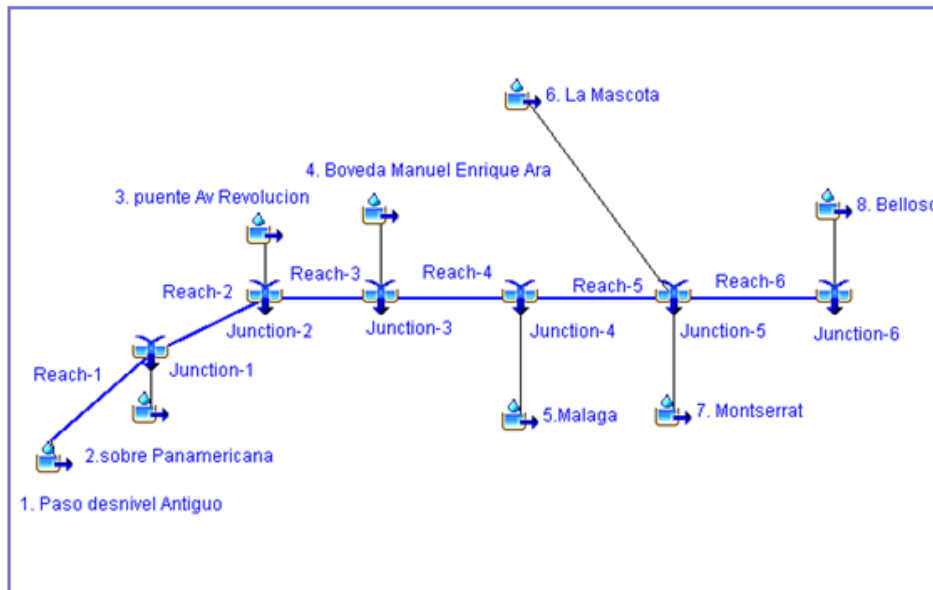 6. La Mascota
4. Boveda Manuel Enrique Ara
3. puente Av Revolucion
8. Belloso
Reach-3
Reach-4
Reach-5
Reach-6
Reach-2
Junction-2
Junction-3
Junction-4
Junction-5
Junction-6
Reach-1
Junction-1
5.Malaga
7. Montserrat
2.sobre Panamericana
1. Paso desnivel Antiguo